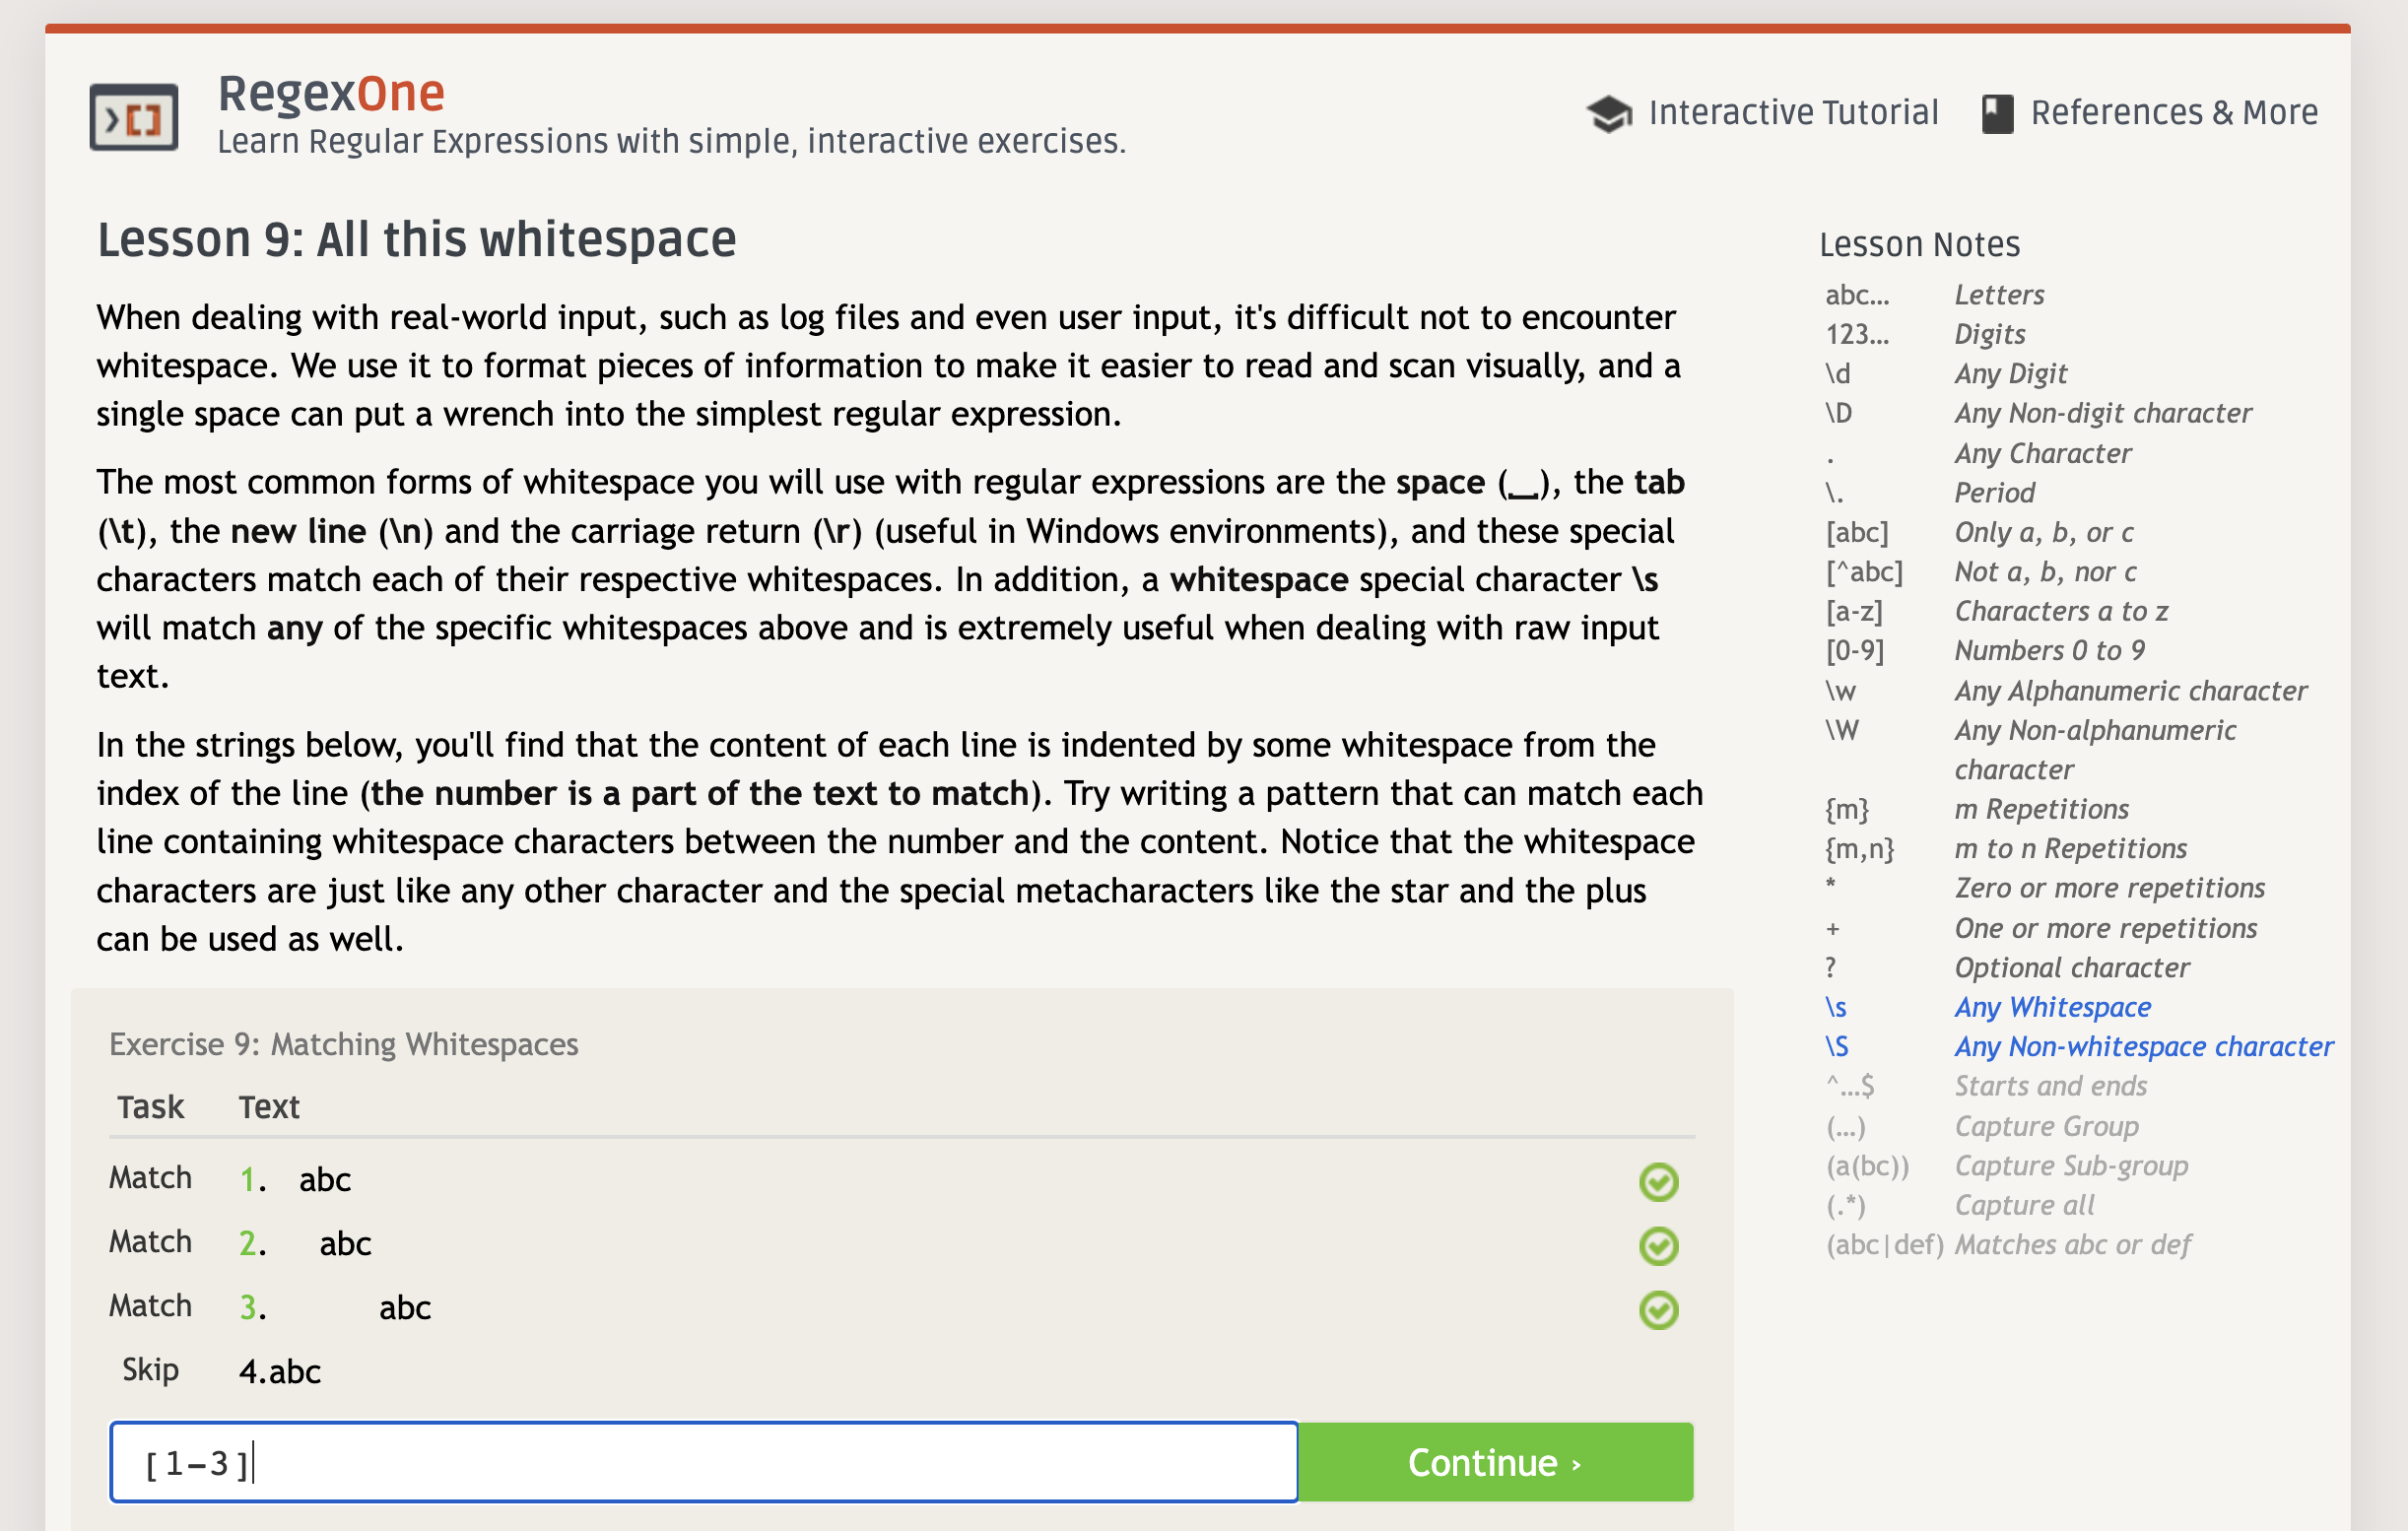 RegexOne
Learn Regular Expressions with simple, interactive exercises.
Interactive Tutorial
References & More
Lesson 9: All this whitespace
When dealing with real-world input, such as log files and even user input, it's difficult not to encounter
whitespace. We use it to format pieces of information to make it easier to read and scan visually, and a
single space can put a wrench into the simplest regular expression.
The most common forms of whitespace you will use with regular expressions are the space (␣), the tab
(\t), the new line (\n) and the carriage return (\r) (useful in Windows environments), and these special
characters match each of their respective whitespaces. In addition, a whitespace special character \s
will match any of the specific whitespaces above and is extremely useful when dealing with raw input
text.
In the strings below, you'll find that the content of each line is indented by some whitespace from the
index of the line (the number is a part of the text to match). Try writing a pattern that can match each
line containing whitespace characters between the number and the content. Notice that the whitespace
characters are just like any other character and the special metacharacters like the star and the plus
can be used as well.
Exercise 9: Matching Whitespaces
Task Text
Match 1.   abc
Match 2.     abc
Match 3.           abc
Skip 4.abc
[1-3]
Continue ›
Lesson Notes
abc… Letters
123… Digits
\d Any Digit
\D Any Non-digit character
. Any Character
\. Period
[abc] Only a, b, or c
[^abc] Not a, b, nor c
[a-z] Characters a to z
[0-9] Numbers 0 to 9
\w Any Alphanumeric character
\W Any Non-alphanumeric
character
{m} m Repetitions
{m,n} m to n Repetitions
* Zero or more repetitions
+ One or more repetitions
? Optional character
\s Any Whitespace
\S Any Non-whitespace character
^…$ Starts and ends
(…) Capture Group
(a(bc)) Capture Sub-group
(.*) Capture all
(abc|def) Matches abc or def